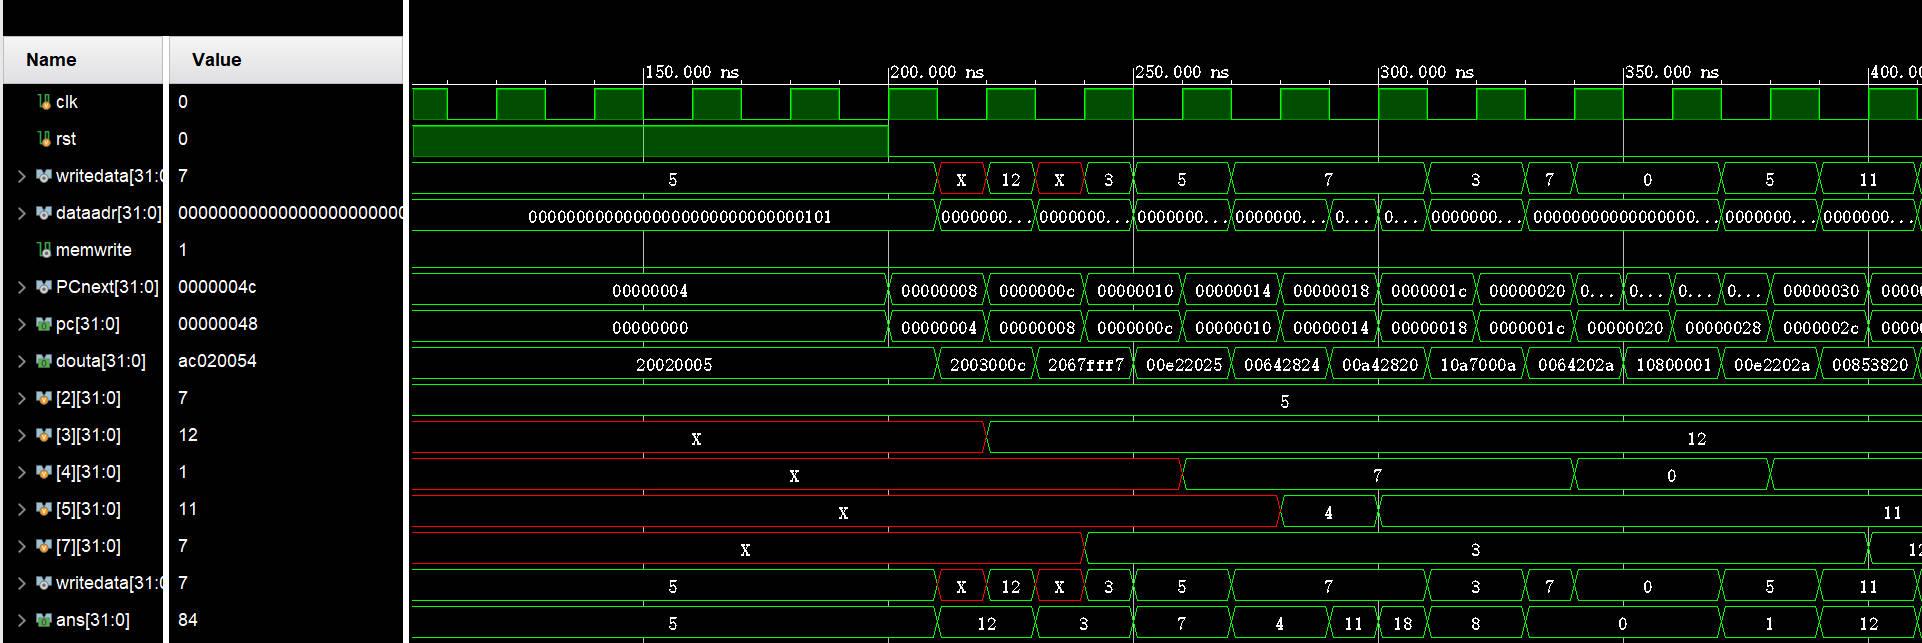 Name Value
150.000 ns 200.000 ns 250.000 ns 300.000 ns 350.000 ns 400.
clk 0
rst 0
writedata[31:0 7 5 X 12 X 3 5 7 3 7 0 5 11
dataadr[31:0] 00000000000000000000000 00000000000000000000000000000101 0000000... 0000000... 0000000... 0000000... 0... 0... 0000000... 00000000000000000... 0000000... 0000000...
memwrite 1
PCnext[31:0] 0000004c 00000004 00000008 0000000c 00000010 00000014 00000018 0000001c 00000020 0... 0... 0... 0... 00000030 0000
pc[31:0] 00000048 00000000 00000004 00000008 0000000c 00000010 00000014 00000018 0000001c 00000020 00000028 0000002c 0000
douta[31:0] ac020054 20020005 2003000c 2067fff7 00e22025 00642824 00a42820 10a7000a 0064202a 10800001 00e2202a 00853820
[2][31:0] 7 5
[3][31:0] 12 X 12
[4][31:0] 1 X 7 0
[5][31:0] 11 X 4 11
[7][31:0] 7 X 3 12
writedata[31:0 7 5 X 12 X 3 5 7 3 7 0 5 11
ans[31:0] 84 5 12 3 7 4 11 18 8 0 1 12